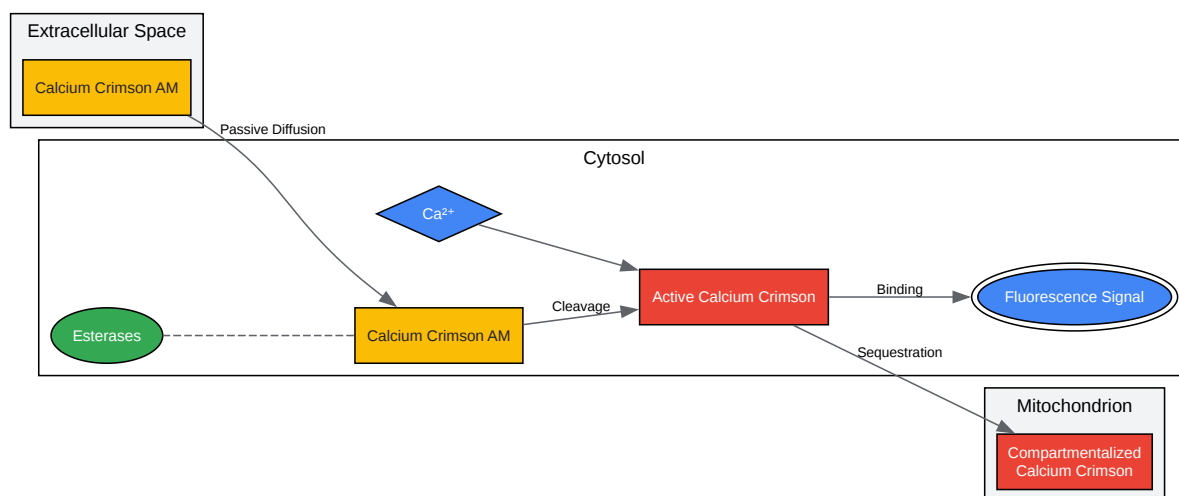 Extracellular Space
Calcium Crimson AM
Passive Diffusion
Cytosol
Ca²⁺
Esterases
Calcium Crimson AM
Cleavage
Active Calcium Crimson
Binding
Fluorescence Signal
Sequestration
Mitochondrion
Compartmentalized
Calcium Crimson